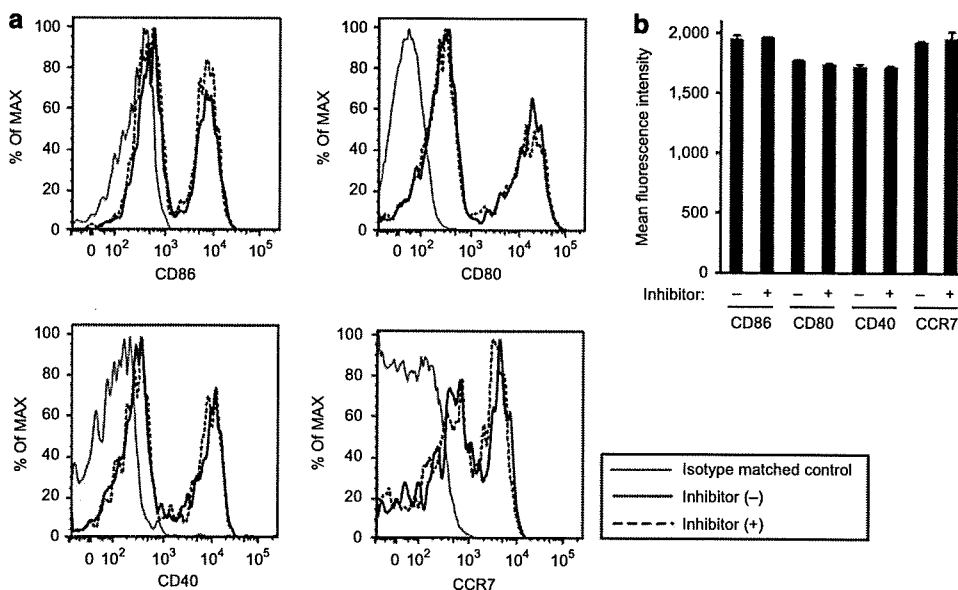 a
100
80
60
40
20
0
% Of MAX
0 10² 10³ 10⁴ 10⁵
CD86
100
80
60
40
20
0
% Of MAX
0 10² 10³ 10⁴ 10⁵
CD80
b
2,000
1,500
1,000
500
0
Mean fluorescence intensity
Inhibitor: – + – + – + – +
CD86 CD80 CD40 CCR7
100
80
60
40
20
0
% Of MAX
0 10² 10³ 10⁴ 10⁵
CD40
100
80
60
40
20
0
% Of MAX
0 10² 10³ 10⁴ 10⁵
CCR7
Isotype matched control
Inhibitor (–)
Inhibitor (+)